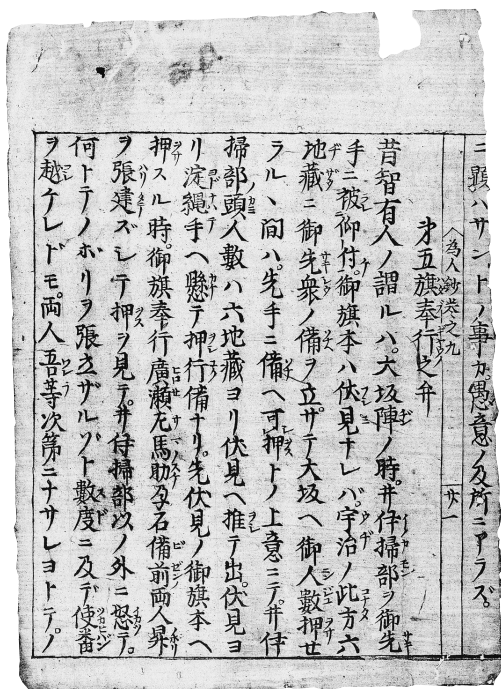 ニ顕ハサントノ事カ愚意ノ及所ニアラズ。
為人鈔巻之九
廿一
第五旗奉行之弁
昔智有人ノ謂ルハ。大坂陣ノ時。井伊掃部ヲ御先
手ニ被仰付。御旗本ハ伏見ナレバ。宇治ノ此方六
地蔵ニ御先衆ノ備ヲ立サテ大坂ヘ御人数押セ
ラルヽ間ハ。先手ニ備ヘ可押トノ上意ニテ。井伊
掃部頭人数ハ六地蔵ヨリ伏見ヘ推テ出。伏見ヨ
リ淀縄手ヘ懸テ押行備ナリ。先伏見ノ御旗本ヘ
押スル時。御旗奉行廣瀬左馬助孕石備前両人昇
ヲ張建ズシテ押ヲ見テ。井伊掃部以ノ外ニ怒テ。
何トテノボリヲ張立ザルゾト数度ニ及デ使番
ヲ越ケレドモ。両人吾等次第ニナサレヨトテ。ノ